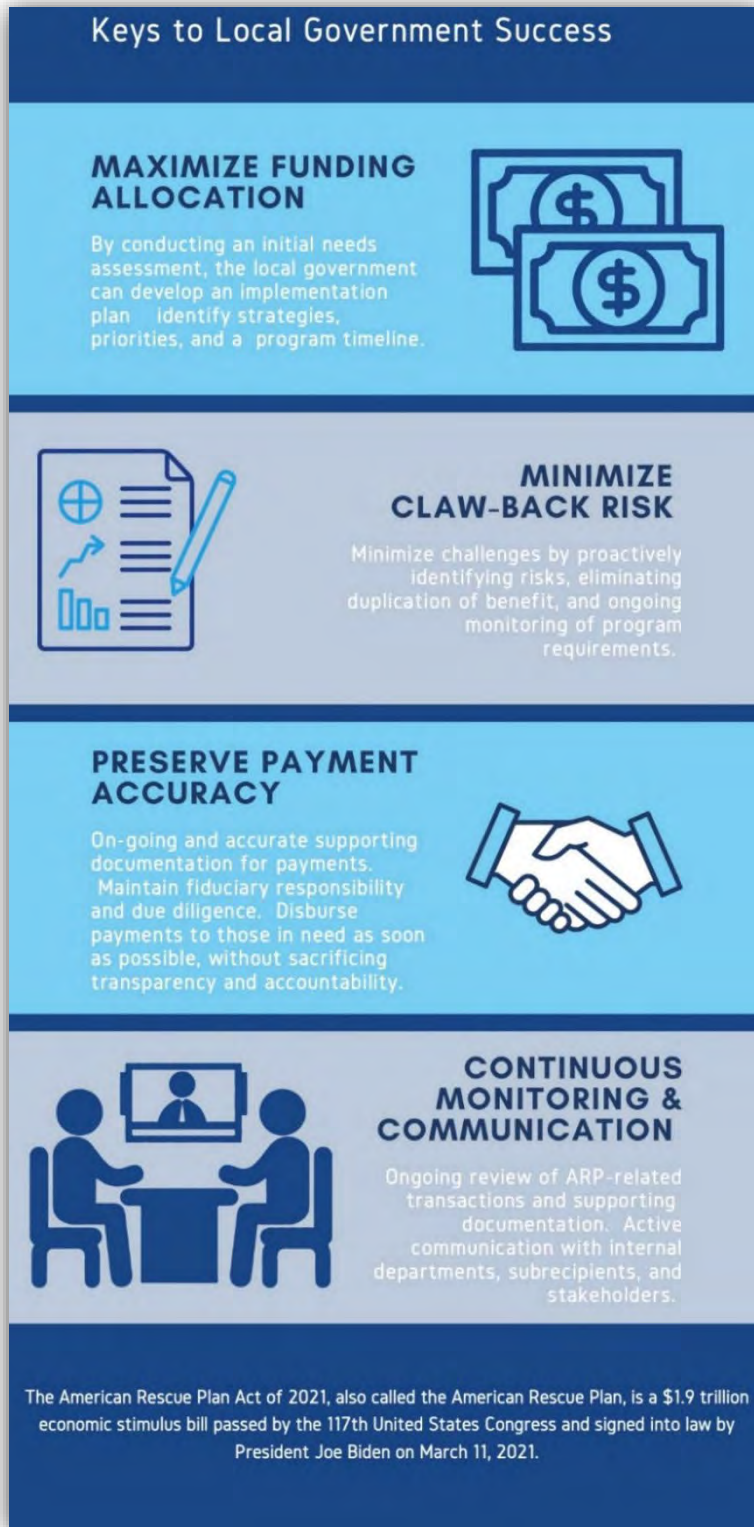 Keys to Local Government Success
MAXIMIZE FUNDING
ALLOCATION
By conducting an initial needs
assessment, the local government
can develop an implementation
plan identify strategies,
priorities, and a program timeline.
MINIMIZE
CLAW-BACK RISK
Minimize challenges by proactively
identifying risks, eliminating
duplication of benefit, and ongoing
monitoring of program
requirements.
PRESERVE PAYMENT
ACCURACY
On-going and accurate supporting
documentation for payments.
Maintain fiduciary responsibility
and due diligence. Disburse
payments to those in need as soon
as possible, without sacrificing
transparency and accountability.
CONTINUOUS
MONITORING &
COMMUNICATION
Ongoing review of ARP-related
transactions and supporting
documentation. Active
communication with internal
departments, subrecipients, and
stakeholders.
The American Rescue Plan Act of 2021, also called the American Rescue Plan, is a $1.9 trillion
economic stimulus bill passed by the 117th United States Congress and signed into law by
President Joe Biden on March 11, 2021.